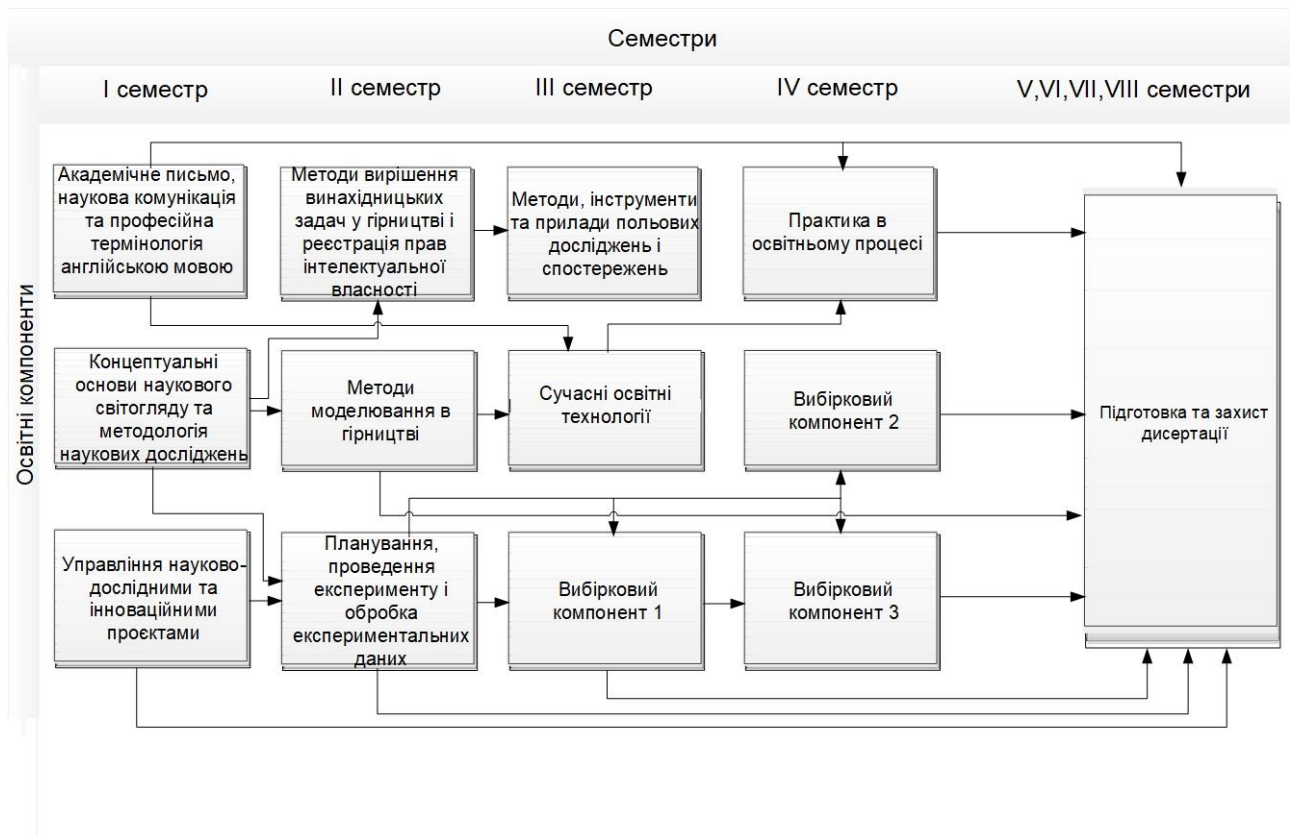 Семестри
І семестр
ІІ семестр
ІІІ семестр
IV семестр
V,VI,VII,VIII семестри
Освітні компоненти
Академічне письмо,
наукова комунікація
та професійна
термінологія
англійською мовою
Методи вирішення
винахідницьких
задач у гірництві і
реєстрація прав
інтелектуальної
власності
Методи, інструменти
та прилади польових
досліджень і
спостережень
Практика в
освітньому процесі
Концептуальні
основи наукового
світогляду та
методологія
наукових досліджень
Методи
моделювання в
гірництві
Сучасні освітні
технології
Вибірковий
компонент 2
Підготовка та захист
дисертації
Управління науково-
дослідними та
інноваційними
проєктами
Планування,
проведення
експерименту і
обробка
експериментальних
даних
Вибірковий
компонент 1
Вибірковий
компонент 3